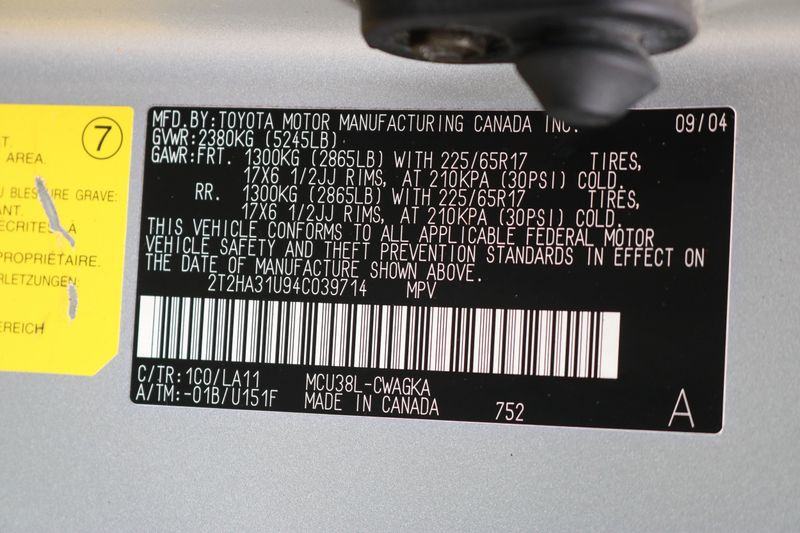 7
T.
AREA.
U BLESSURE GRAVE:
ANT.
ECRITES À
PROPRIÉTAIRE.
RLETZUNGEN:
BEREICH
MFD.BY:TOYOTA MOTOR MANUFACTURING CANADA INC. 09/04
GVWR:2380KG (5245LB)
GAWR:FRT. 1300KG (2865LB) WITH 225/65R17 TIRES,
17X6 1/2JJ RIMS, AT 210KPA (30PSI) COLD.
RR. 1300KG (2865LB) WITH 225/65R17 TIRES,
17X6 1/2JJ RIMS, AT 210KPA (30PSI) COLD.
THIS VEHICLE CONFORMS TO ALL APPLICABLE FEDERAL MOTOR
VEHICLE SAFETY AND THEFT PREVENTION STANDARDS IN EFFECT ON
THE DATE OF MANUFACTURE SHOWN ABOVE.
2T2HA31U94C039714 MPV
C/TR:1C0/LA11 MCU38L-CWAGKA
A/TM:-01B/U151F MADE IN CANADA 752 A